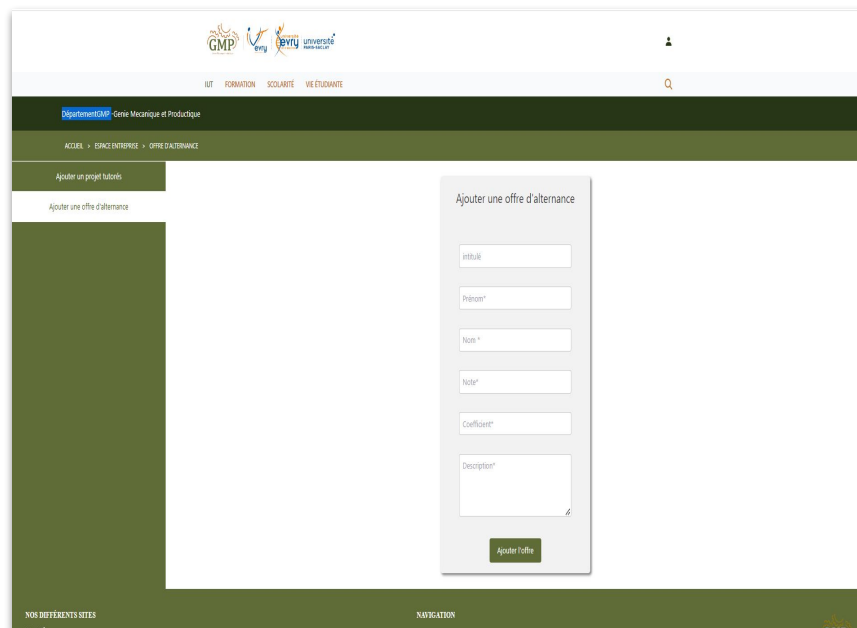 GMP
evry
evry université
PARIS-SACLAY
IUT FORMATION SCOLARITÉ VIE ÉTUDIANTE
DépartementGMP -Genie Mecanique et Productique
ACCUEIL > ESPACE ENTREPRISE > OFFRE D'ALTERNANCE
Ajouter un projet tutorés
Ajouter une offre d'alternance
Ajouter une offre d'alternance
Intitulé
Prénom*
Nom *
Note*
Coefficient*
Description*
Ajouter l'offre
NOS DIFFÉRENTS SITES NAVIGATION